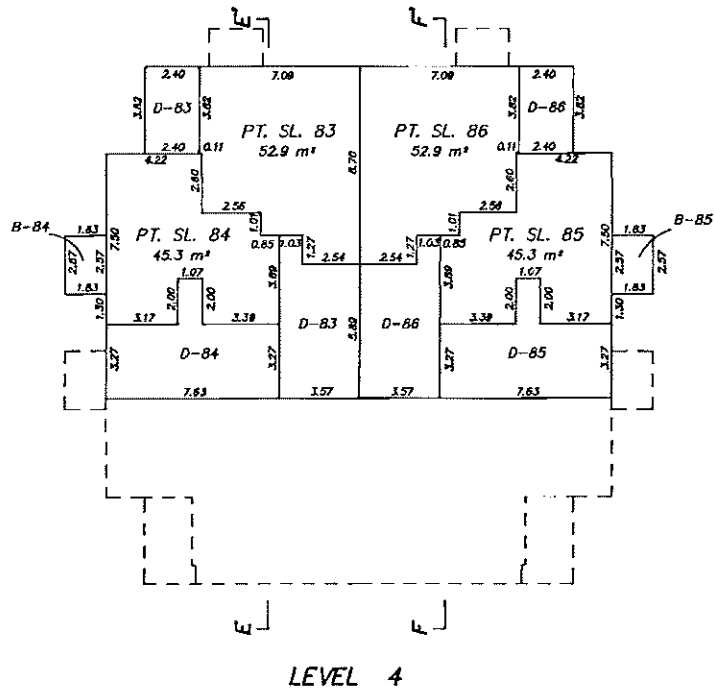 E F
2.40 7.09 7.09 2.40
3.82 D-83 3.82 PT. SL. 83 PT. SL. 86 3.82 D-86 3.82
52.9 m² 52.9 m²
2.40 0.11 8.70 0.11 2.40
4.22 4.22
2.60 2.60
2.56 1.01 1.01 2.56
B-84 1.83 7.50 PT. SL. 84 0.85 1.03 1.27 2.54 2.54 1.27 1.03 0.85 PT. SL. 85 7.50 1.83 B-85
2.57 2.57 45.3 m² 45.3 m² 2.57 2.57
1.83 1.07 3.69 3.69 1.07 1.83
1.30 2.00 2.00 2.00 2.00 1.30
3.17 3.39 D-83 5.89 D-86 3.39 3.17
3.27 D-84 3.27 3.27 D-85 3.27
7.63 3.57 3.57 7.63
E F
LEVEL 4